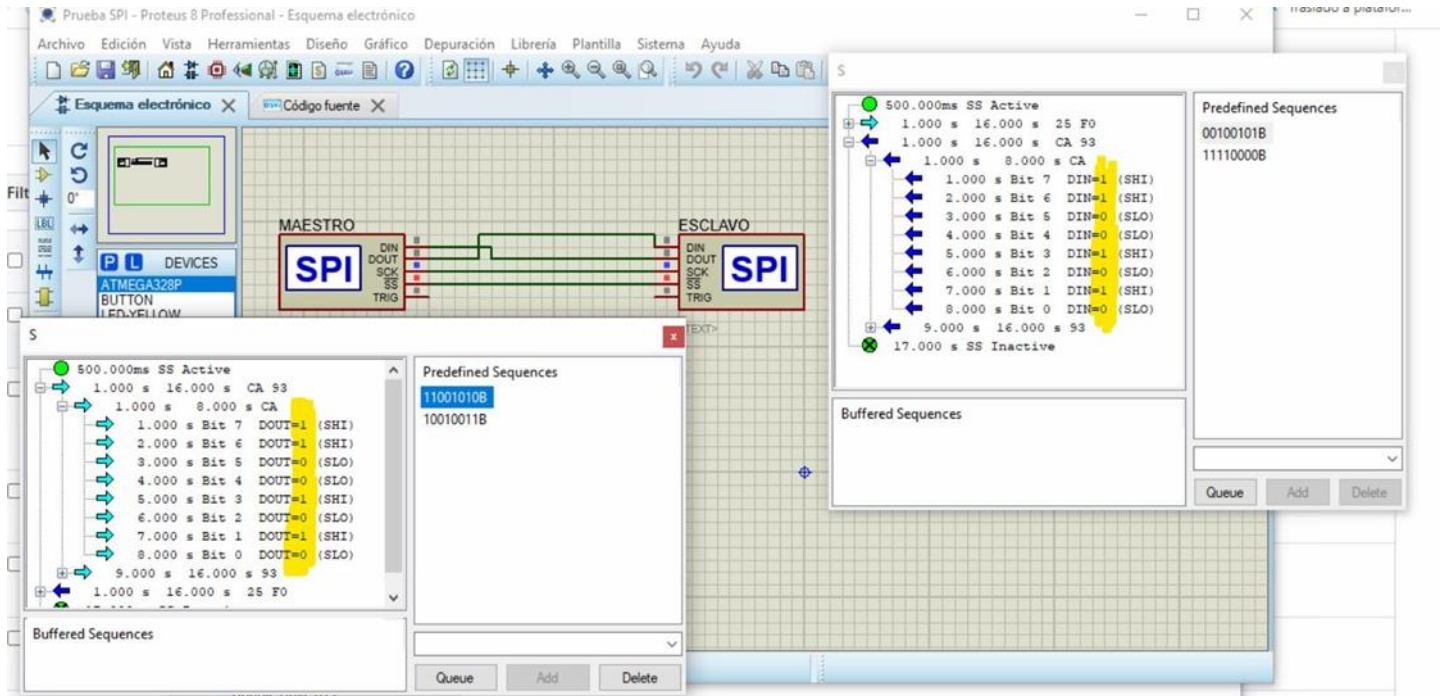 Prueba SPI - Proteus 8 Professional - Esquema electrónico
Archivo Edición Vista Herramientas Diseño Gráfico Depuración Librería Plantilla Sistema Ayuda
Esquema electrónico
Código fuente
Filt
0°
LBL
P L DEVICES
ATMEGA328P
BUTTON
LED-YELLOW
MAESTRO
SPI
DIN
DOUT
SCK
SS
TRIG
ESCLAVO
DIN
DOUT
SCK
SS
TRIG
SPI
S
500.000ms SS Active
1.000 s 16.000 s 25 F0
1.000 s 16.000 s CA 93
1.000 s 8.000 s CA
1.000 s Bit 7 DIN=1 (SHI)
2.000 s Bit 6 DIN=1 (SHI)
3.000 s Bit 5 DIN=0 (SLO)
4.000 s Bit 4 DIN=0 (SLO)
5.000 s Bit 3 DIN=1 (SHI)
6.000 s Bit 2 DIN=0 (SLO)
7.000 s Bit 1 DIN=1 (SHI)
8.000 s Bit 0 DIN=0 (SLO)
9.000 s 16.000 s 93
17.000 s SS Inactive
Predefined Sequences
00100101B
11110000B
Buffered Sequences
Queue Add Delete
S
500.000ms SS Active
1.000 s 16.000 s CA 93
1.000 s 8.000 s CA
1.000 s Bit 7 DOUT=1 (SHI)
2.000 s Bit 6 DOUT=1 (SHI)
3.000 s Bit 5 DOUT=0 (SLO)
4.000 s Bit 4 DOUT=0 (SLO)
5.000 s Bit 3 DOUT=1 (SHI)
6.000 s Bit 2 DOUT=0 (SLO)
7.000 s Bit 1 DOUT=1 (SHI)
8.000 s Bit 0 DOUT=0 (SLO)
9.000 s 16.000 s 93
1.000 s 16.000 s 25 F0
Predefined Sequences
11001010B
10010011B
Buffered Sequences
Queue Add Delete